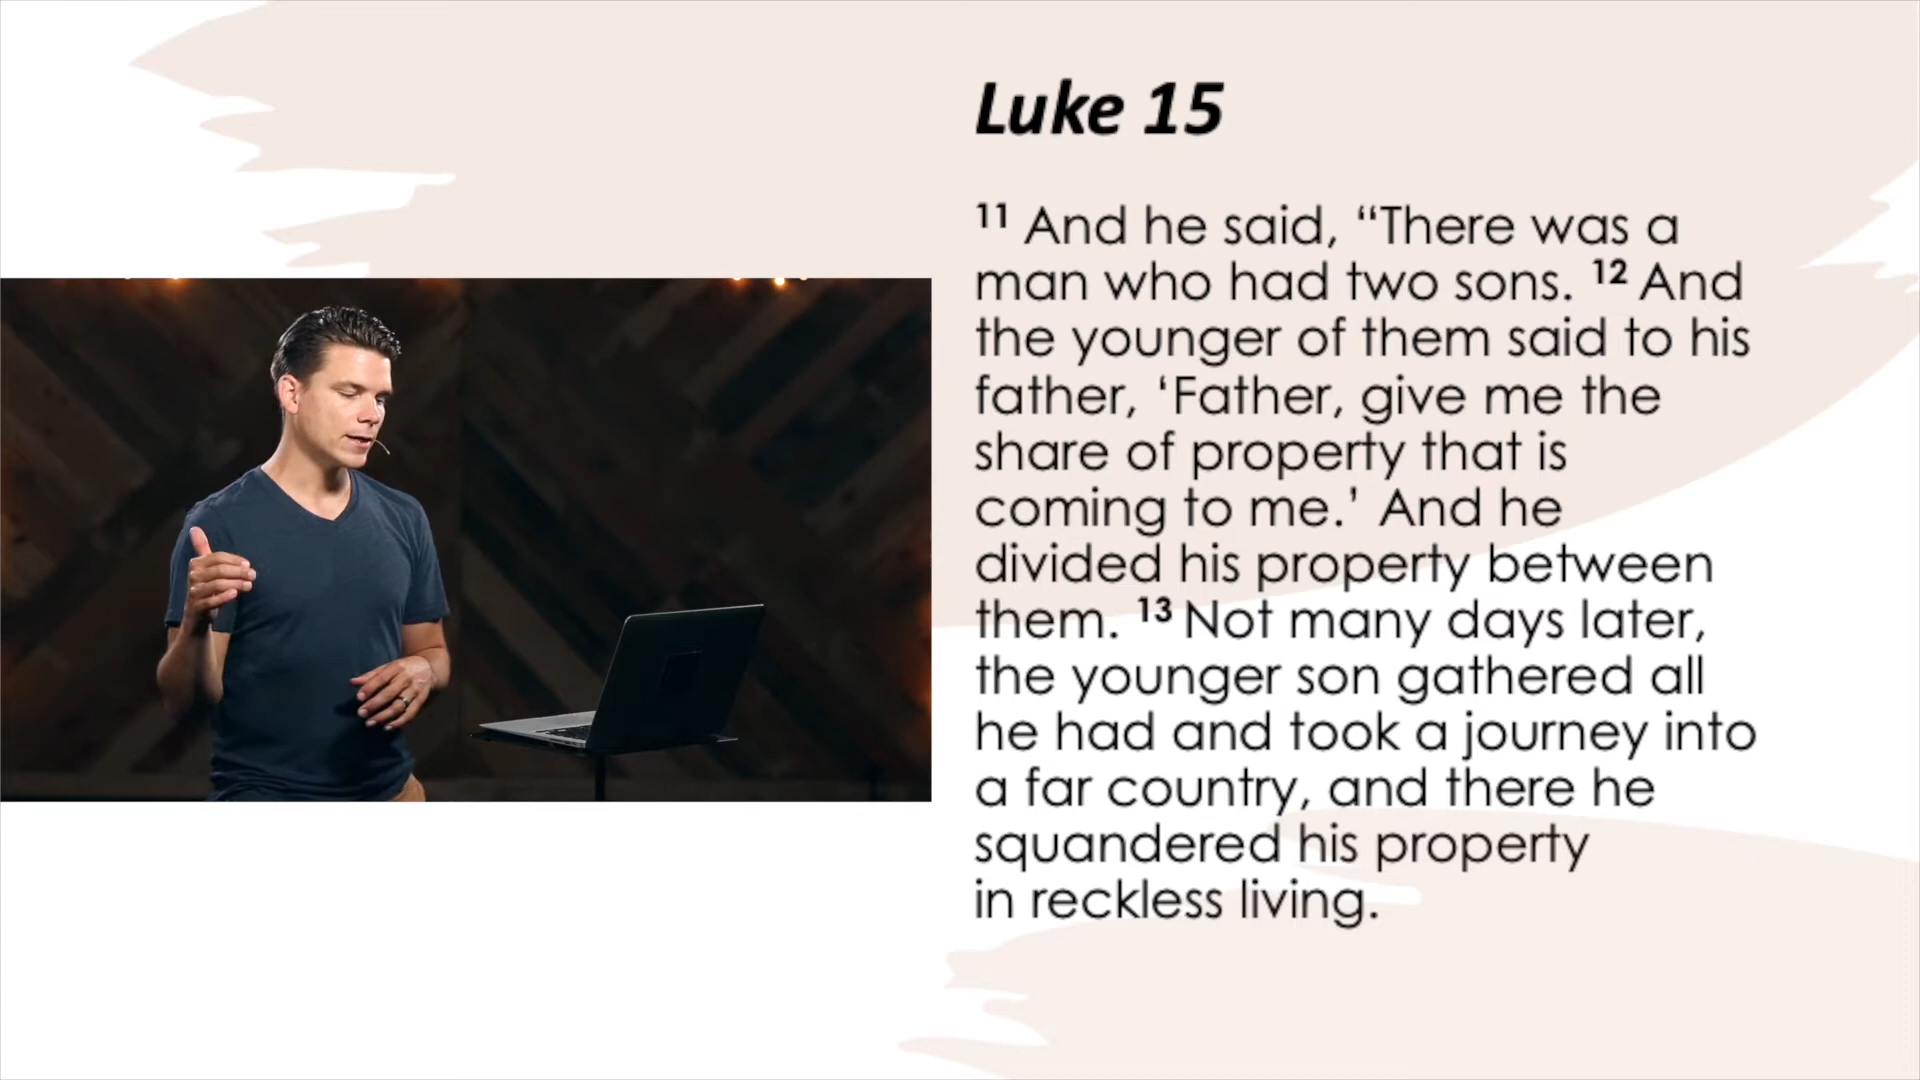 Luke 15
11 And he said, “There was a
man who had two sons. 12 And
the younger of them said to his
father, ‘Father, give me the
share of property that is
coming to me.’ And he
divided his property between
them. 13 Not many days later,
the younger son gathered all
he had and took a journey into
a far country, and there he
squandered his property
in reckless living.